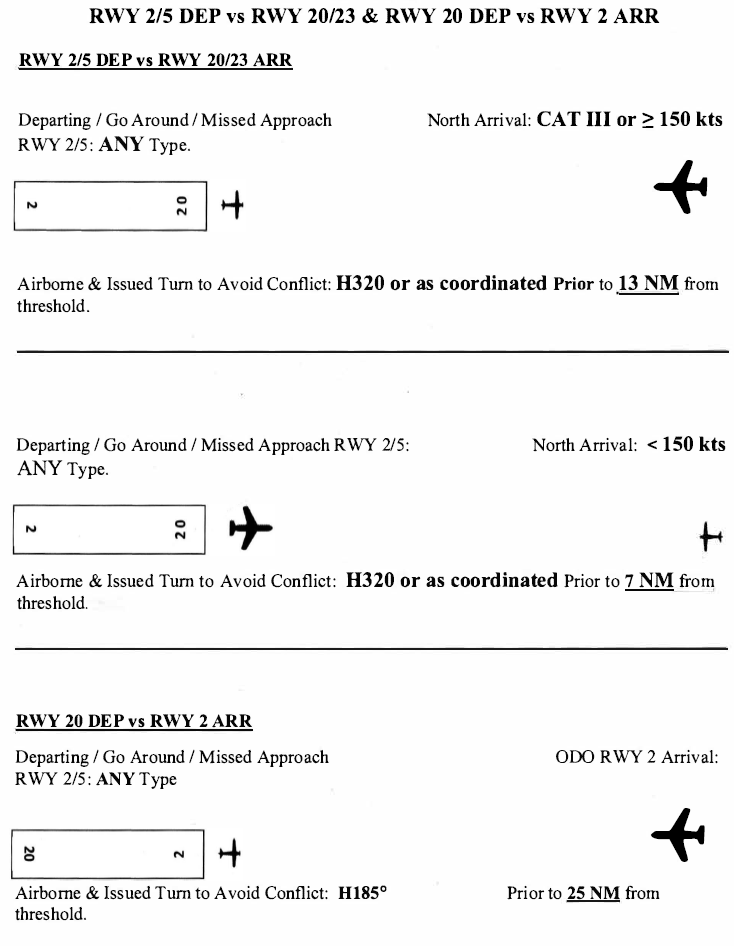 RWY 2/5 DEP vs RWY 20/23 & RWY 20 DEP vs RWY 2 ARR
RWY 2/5 DEP vs RWY 20/23 ARR
Departing / Go Around / Missed Approach North Arrival: CAT III or ≥ 150 kts
RWY 2/5: ANY Type.
2 20
Airborne & Issued Turn to Avoid Conflict: H320 or as coordinated Prior to 13 NM from
threshold.
Departing / Go Around / Missed Approach RWY 2/5: North Arrival: < 150 kts
ANY Type.
2 20
Airborne & Issued Turn to Avoid Conflict: H320 or as coordinated Prior to 7 NM from
threshold.
RWY 20 DEP vs RWY 2 ARR
Departing / Go Around / Missed Approach ODO RWY 2 Arrival:
RWY 2/5: ANY Type
20 2
Airborne & Issued Turn to Avoid Conflict: H185° Prior to 25 NM from
threshold.